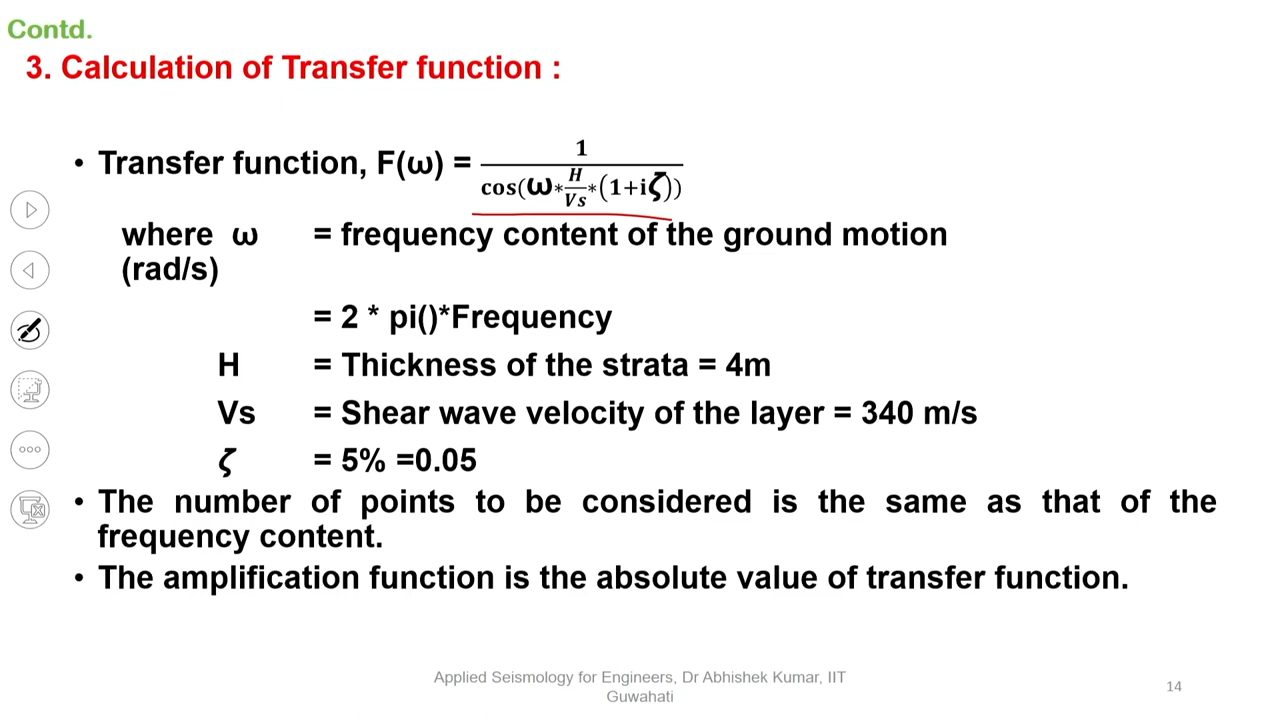 Contd.
3. Calculation of Transfer function :
• Transfer function, F(ω) = 1 / cos(ω*H/Vs*(1+iζ))
where ω = frequency content of the ground motion
(rad/s)
= 2 * pi()*Frequency
H = Thickness of the strata = 4m
Vs = Shear wave velocity of the layer = 340 m/s
ζ = 5% =0.05
• The number of points to be considered is the same as that of the
frequency content.
• The amplification function is the absolute value of transfer function.
Applied Seismology for Engineers, Dr Abhishek Kumar, IIT
Guwahati
14